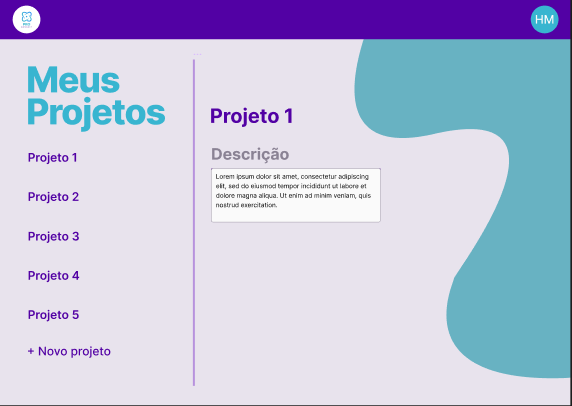 HM
Meus
Projetos
Projeto 1
Projeto 2
Projeto 3
Projeto 4
Projeto 5
+ Novo projeto
...
Projeto 1
Descrição
Lorem ipsum dolor sit amet, consectetur adipiscing
elit, sed do eiusmod tempor incididunt ut labore et
dolore magna aliqua. Ut enim ad minim veniam, quis
nostrud exercitation.